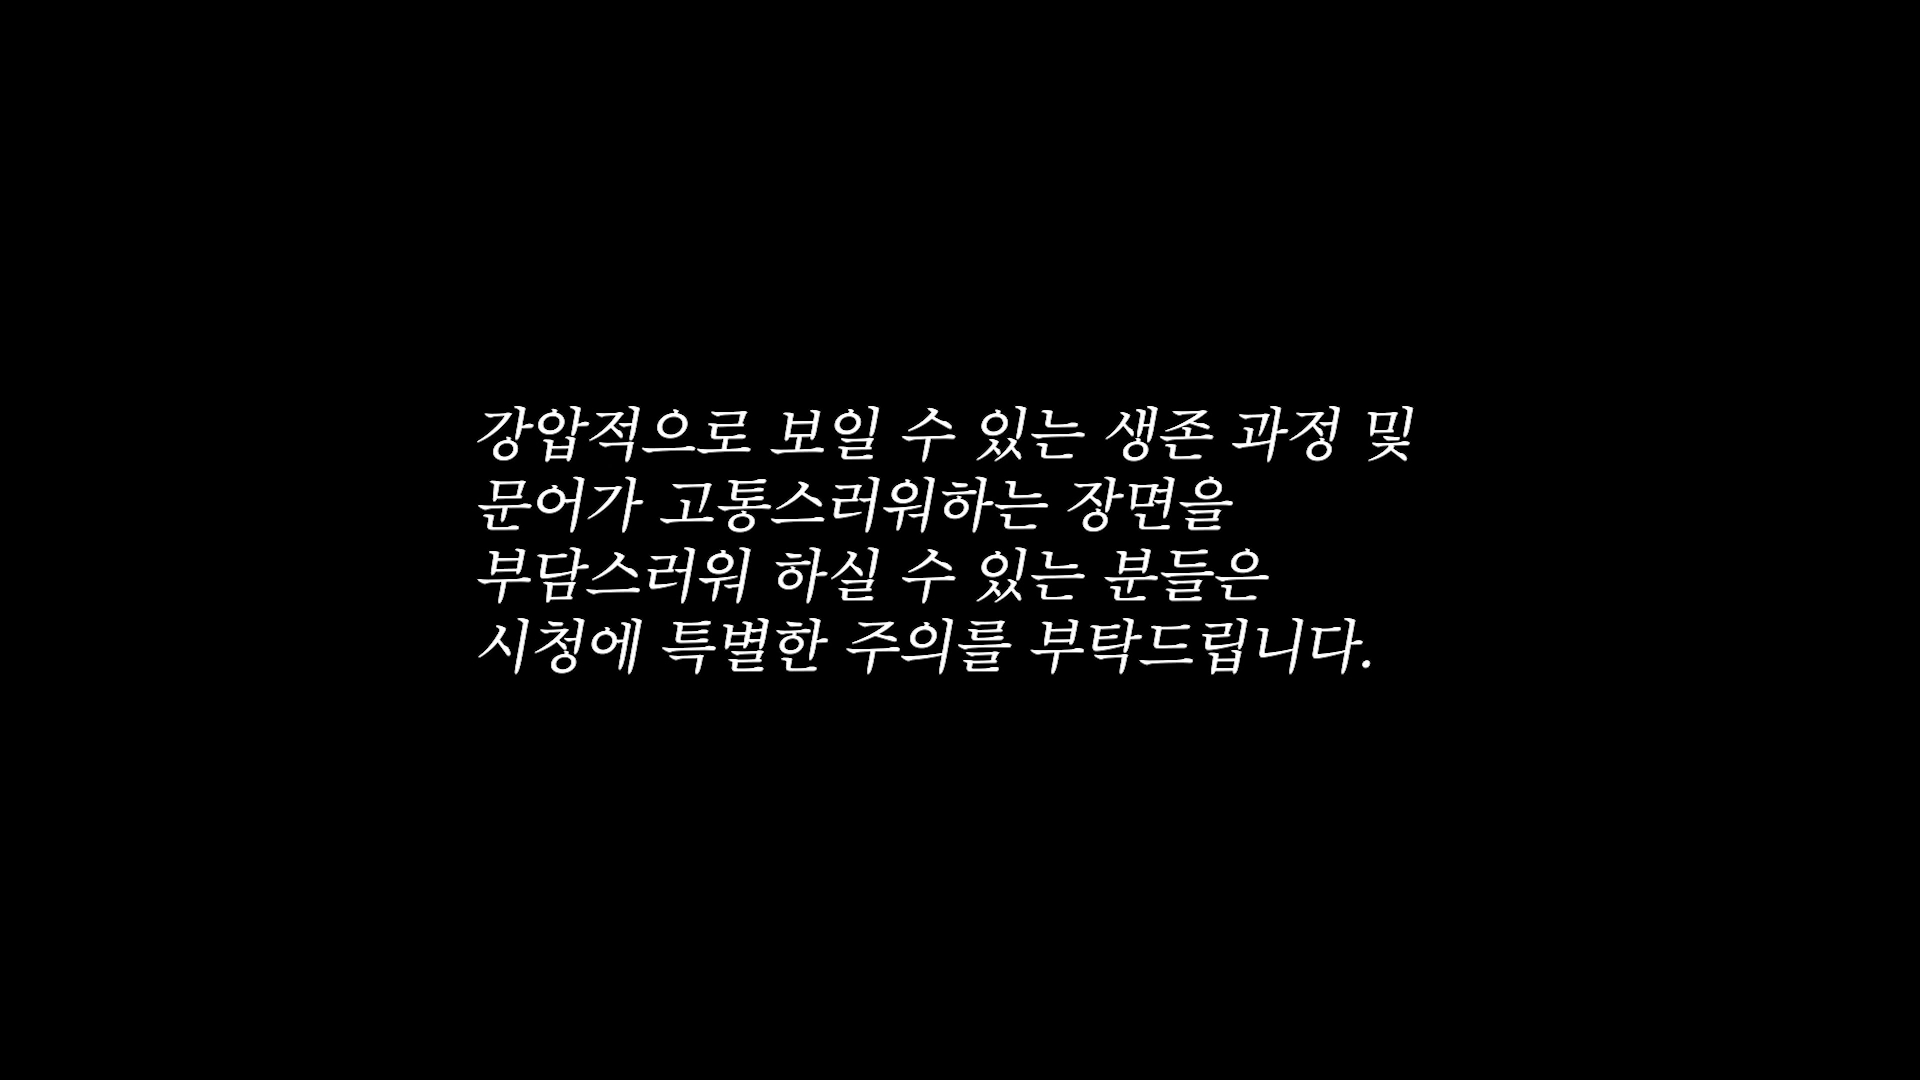 강압적으로 보일 수 있는 생존 과정 및
문어가 고통스러워하는 장면을
부담스러워 하실 수 있는 분들은
시청에 특별한 주의를 부탁드립니다.